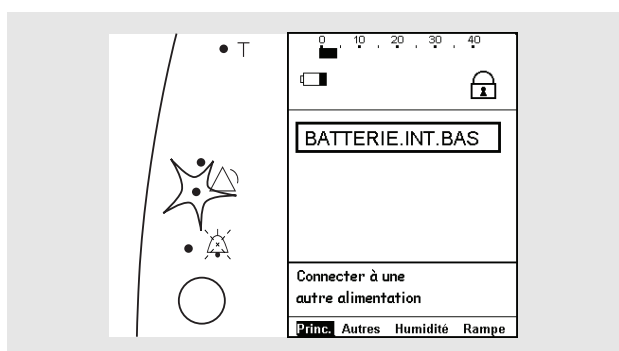 T
0 . 10 . 20 . 30 . 40
BATTERIE.INT.BAS
Connecter à une
autre alimentation
Princ. Autres Humidité Rampe